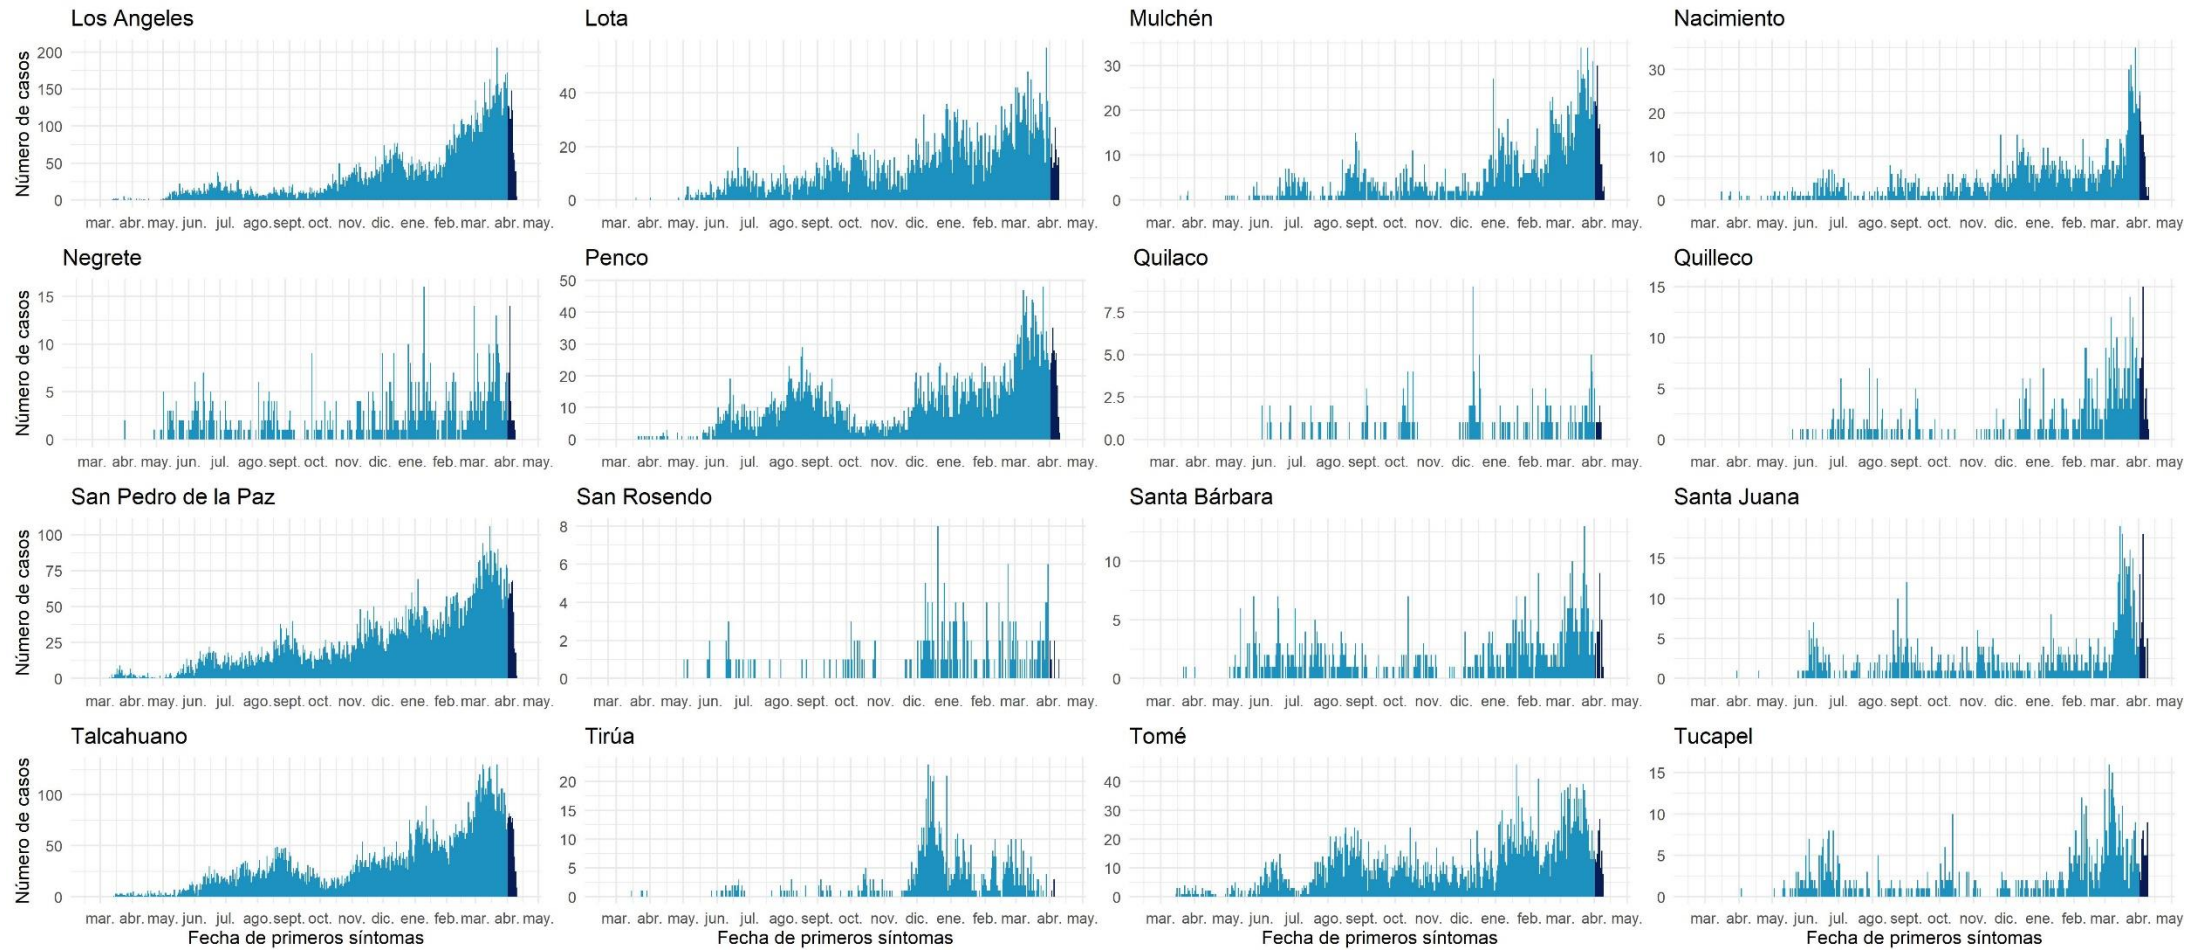 Los Angeles
Número de casos
200
150
100
50
0
mar. abr. may. jun. jul. ago. sept. oct. nov. dic. ene. feb. mar. abr. may.
Lota
40
20
0
mar. abr. may. jun. jul. ago. sept. oct. nov. dic. ene. feb. mar. abr. may.
Mulchén
30
20
10
0
mar. abr. may. jun. jul. ago. sept. oct. nov. dic. ene. feb. mar. abr. may.
Nacimiento
30
20
10
0
mar. abr. may. jun. jul. ago. sept. oct. nov. dic. ene. feb. mar. abr. may.
Negrete
Número de casos
15
10
5
0
mar. abr. may. jun. jul. ago. sept. oct. nov. dic. ene. feb. mar. abr. may.
Penco
50
40
30
20
10
0
mar. abr. may. jun. jul. ago. sept. oct. nov. dic. ene. feb. mar. abr. may.
Quilaco
7.5
5.0
2.5
0.0
mar. abr. may. jun. jul. ago. sept. oct. nov. dic. ene. feb. mar. abr. may.
Quilleco
15
10
5
0
mar. abr. may. jun. jul. ago. sept. oct. nov. dic. ene. feb. mar. abr. may
San Pedro de la Paz
Número de casos
100
75
50
25
0
mar. abr. may. jun. jul. ago. sept. oct. nov. dic. ene. feb. mar. abr. may.
San Rosendo
8
6
4
2
0
mar. abr. may. jun. jul. ago. sept. oct. nov. dic. ene. feb. mar. abr. may.
Santa Bárbara
10
5
0
mar. abr. may. jun. jul. ago. sept. oct. nov. dic. ene. feb. mar. abr. may.
Santa Juana
15
10
5
0
mar. abr. may. jun. jul. ago. sept. oct. nov. dic. ene. feb. mar. abr. may
Talcahuano
Número de casos
100
50
0
mar. abr. may. jun. jul. ago. sept. oct. nov. dic. ene. feb. mar. abr. may.
Fecha de primeros síntomas
Tirúa
20
15
10
5
0
mar. abr. may. jun. jul. ago. sept. oct. nov. dic. ene. feb. mar. abr. may.
Fecha de primeros síntomas
Tomé
40
30
20
10
0
mar. abr. may. jun. jul. ago. sept. oct. nov. dic. ene. feb. mar. abr. may.
Fecha de primeros síntomas
Tucapel
15
10
5
0
mar. abr. may. jun. jul. ago. sept. oct. nov. dic. ene. feb. mar. abr. may.
Fecha de primeros síntomas